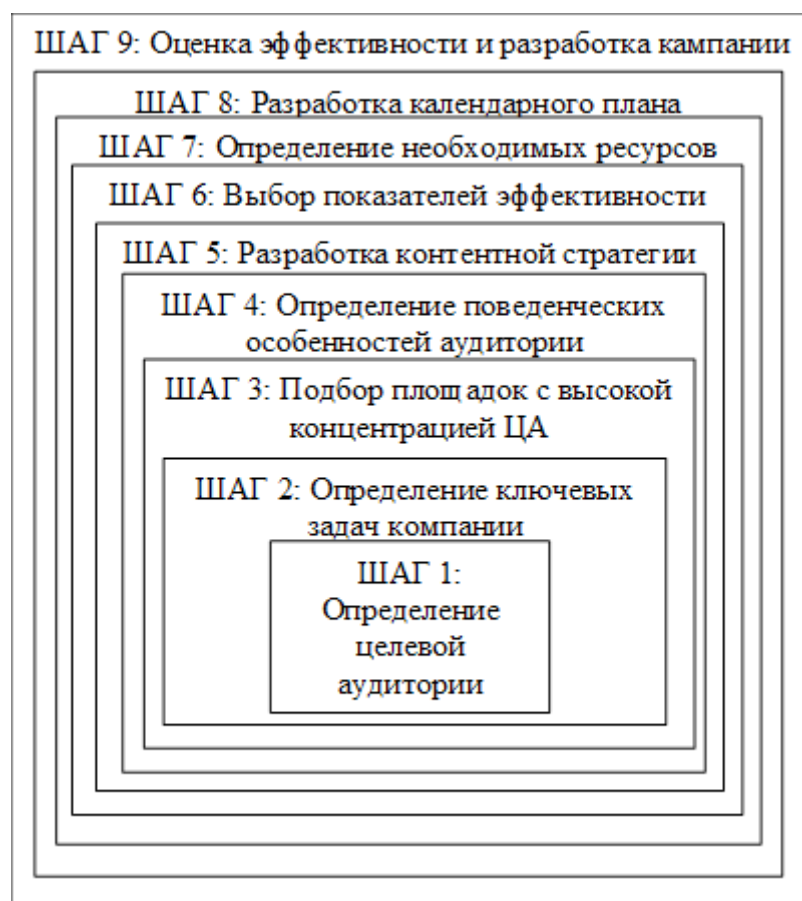 ШАГ 9: Оценка эффективности и разработка кампании
ШАГ 8: Разработка календарного плана
ШАГ 7: Определение необходимых ресурсов
ШАГ 6: Выбор показателей эффективности
ШАГ 5: Разработка контентной стратегии
ШАГ 4: Определение поведенческих
особенностей аудитории
ШАГ 3: Подбор площадок с высокой
концентрацией ЦА
ШАГ 2: Определение ключевых
задач компании
ШАГ 1:
Определение
целевой
аудитории